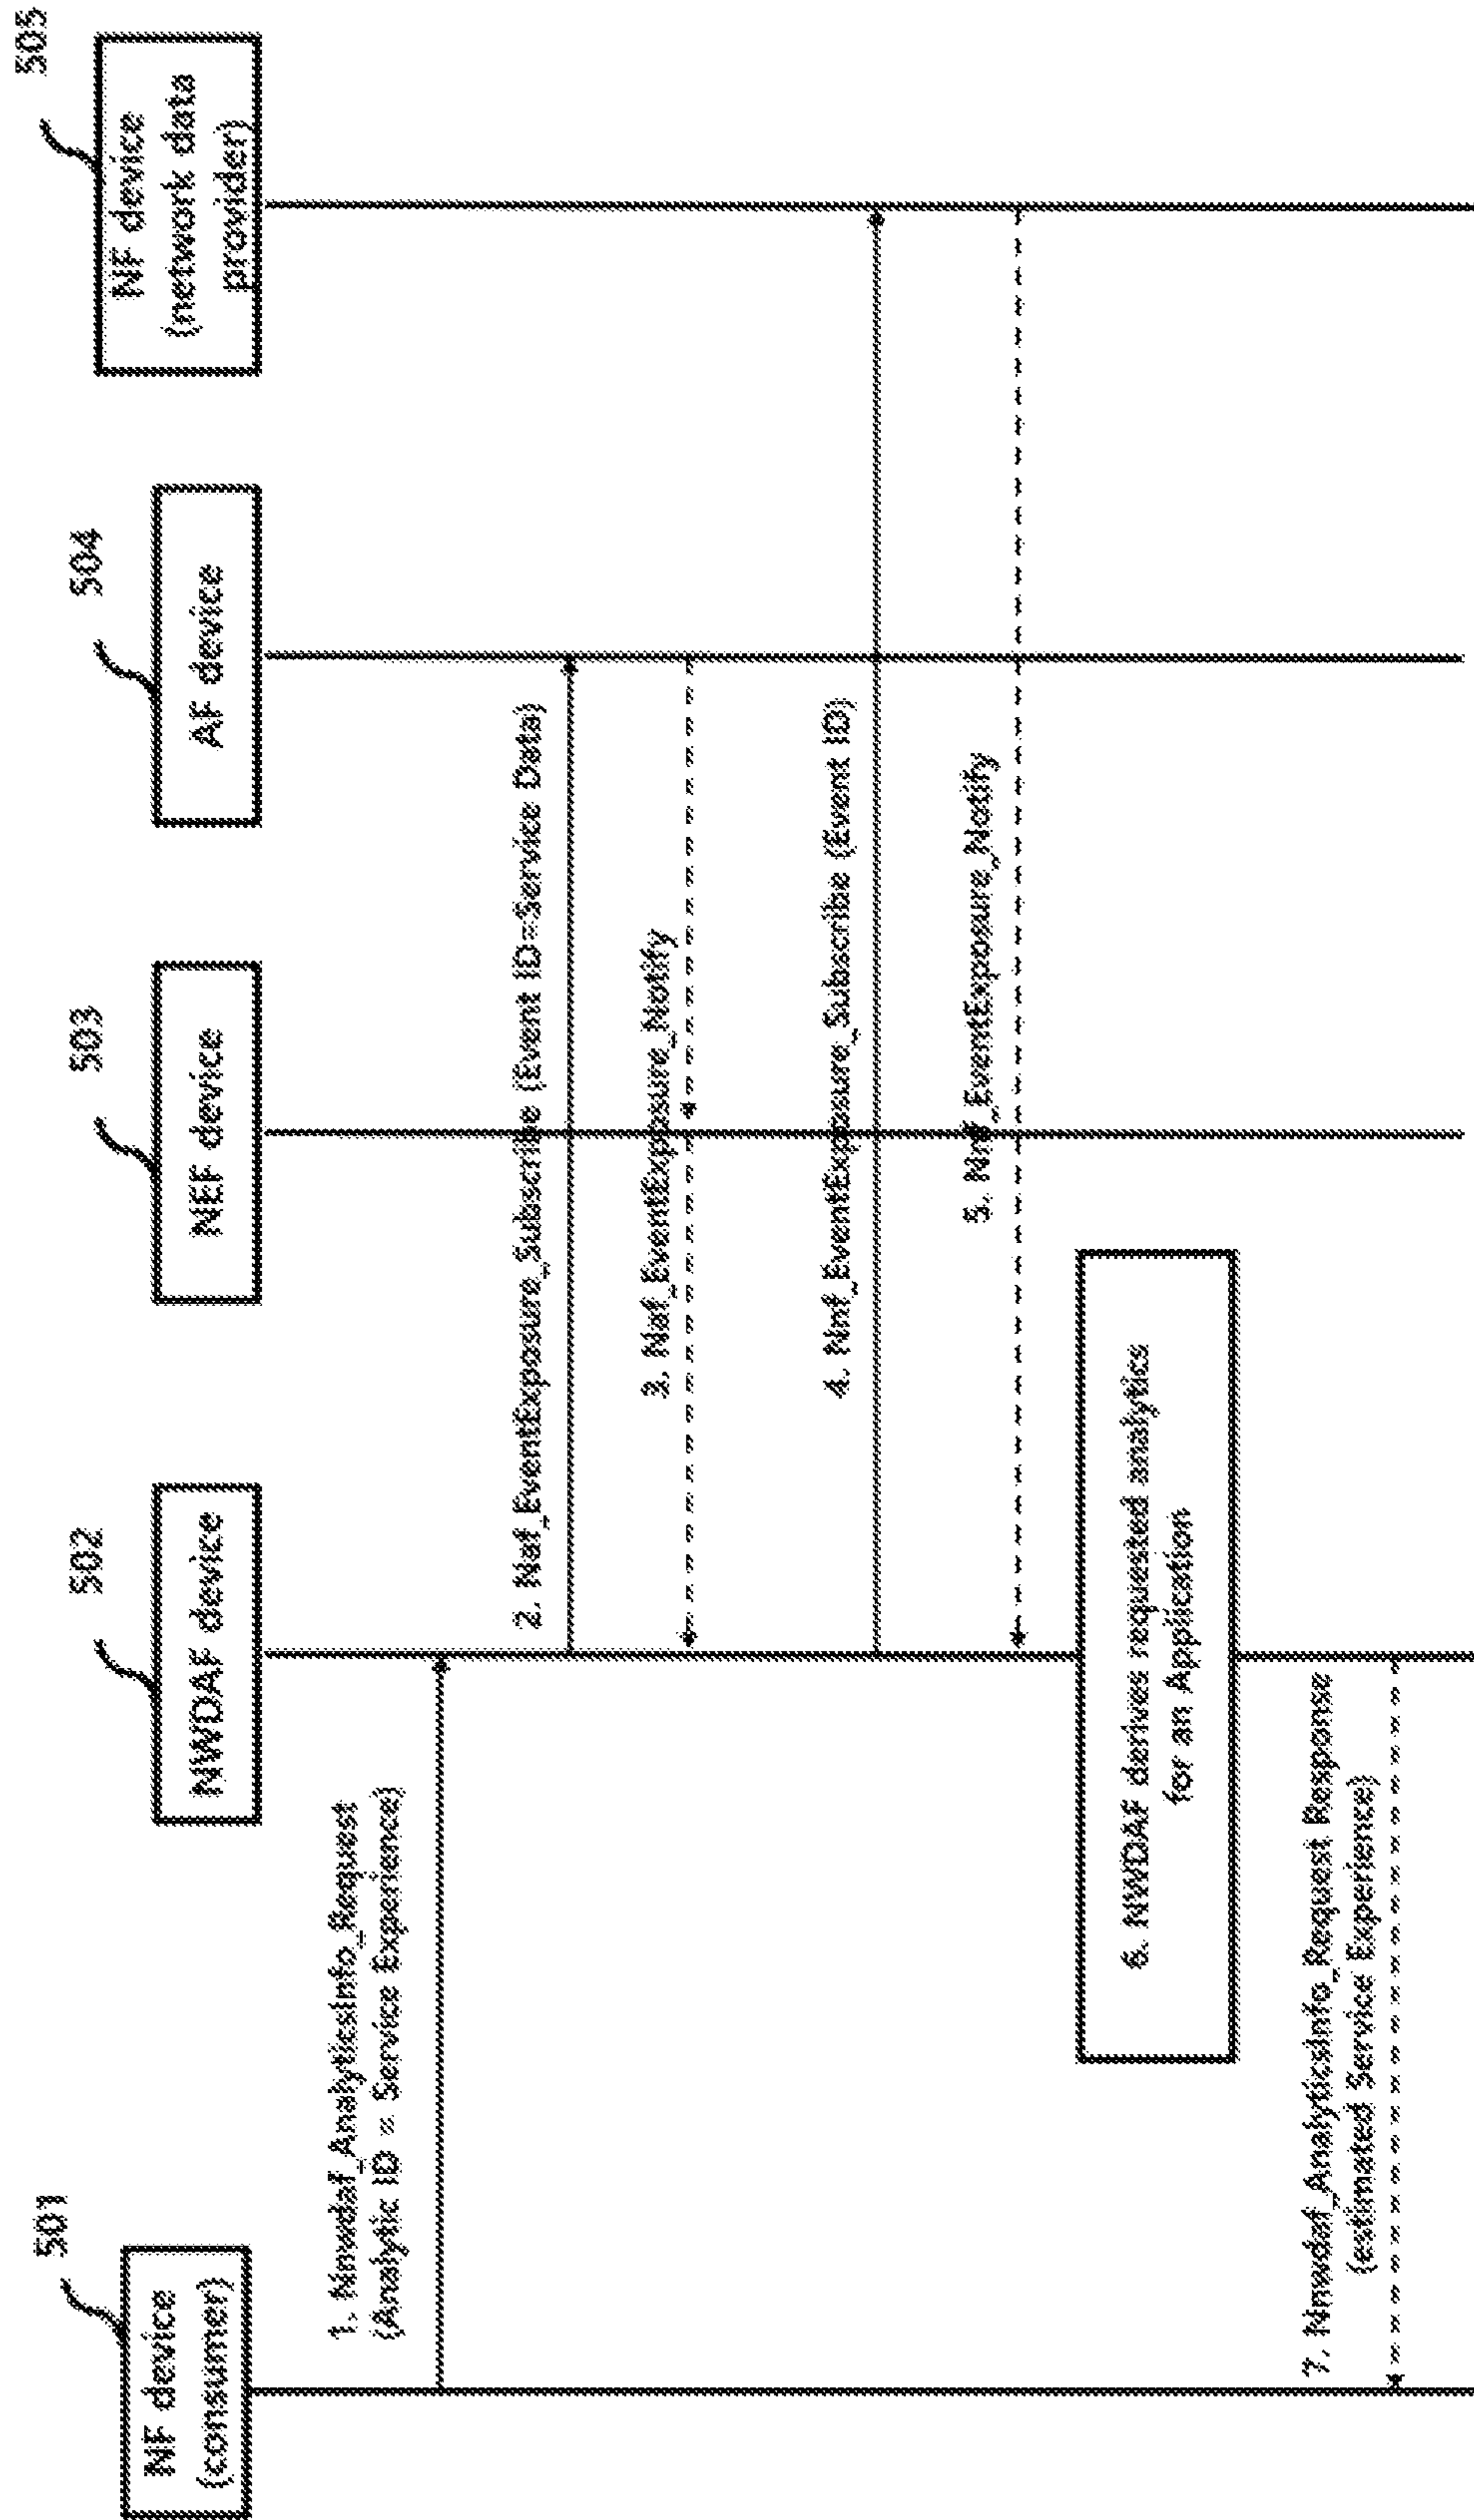 501
NF device
(consumer)
502
NWDAF device
503
NEF device
504
AF device
505
NF device
(network data
provider)
1. Nnwdaf_AnalyticsInfo_Request
(Analytic ID = Service Experience)
2. Naf_EventExposure_Subscribe (Event ID=Service Data)
3. Naf_EventExposure_Notify
4. Nnf_EventExposure_Subscribe (Event ID)
5. Nnf_EventExposure_Notify
6. NWDAF derives requested analytics
for an Application
7. Nnwdaf_AnalyticsInfo_Request Response
(estimated Service Experience)